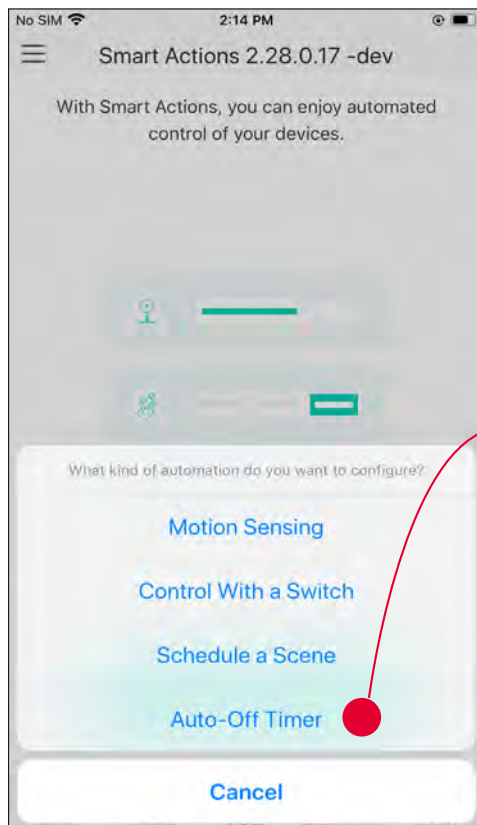 No SIM 2:14 PM
Smart Actions 2.28.0.17 -dev
With Smart Actions, you can enjoy automated
control of your devices.
What kind of automation do you want to configure?
Motion Sensing
Control With a Switch
Schedule a Scene
Auto-Off Timer
Cancel